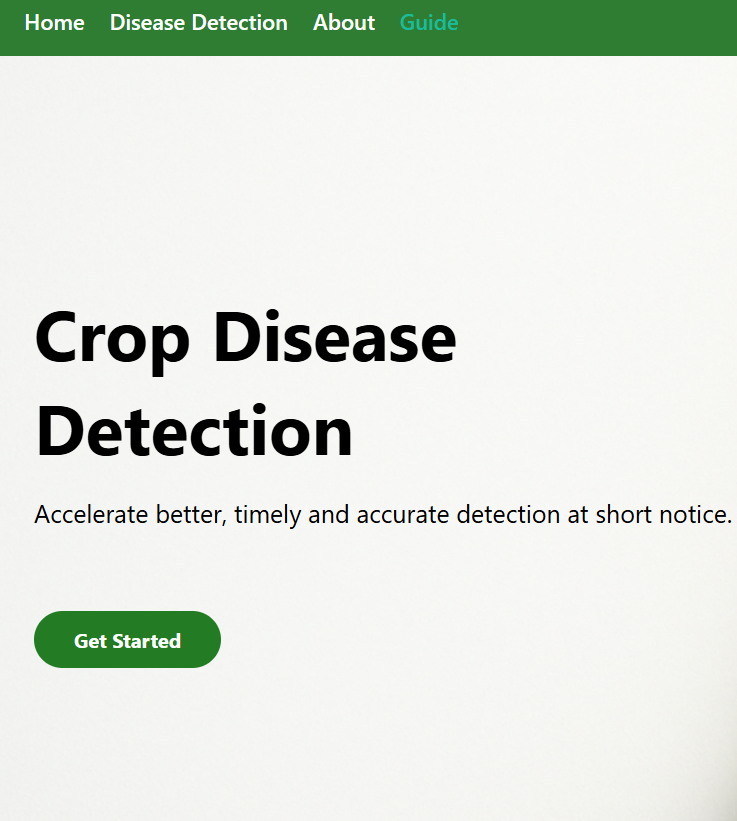 Home Disease Detection About Guide
Crop Disease
Detection
Accelerate better, timely and accurate detection at short notice.
Get Started